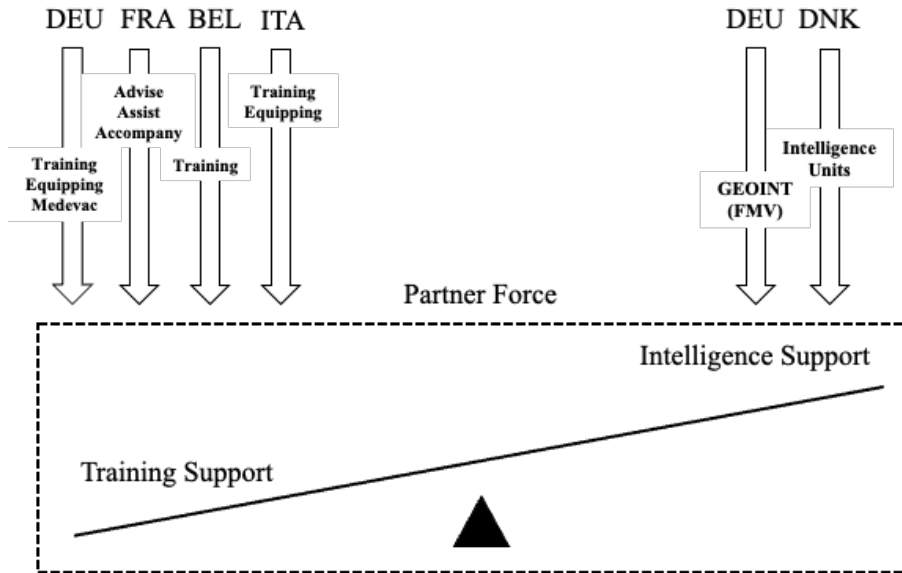 DEU FRA BEL ITA
DEU DNK
Advise
Assist
Accompany
Training
Equipping
Training
Equipping
Medevac
Training
Intelligence
Units
GEOINT
(FMV)
Partner Force
Intelligence Support
Training Support